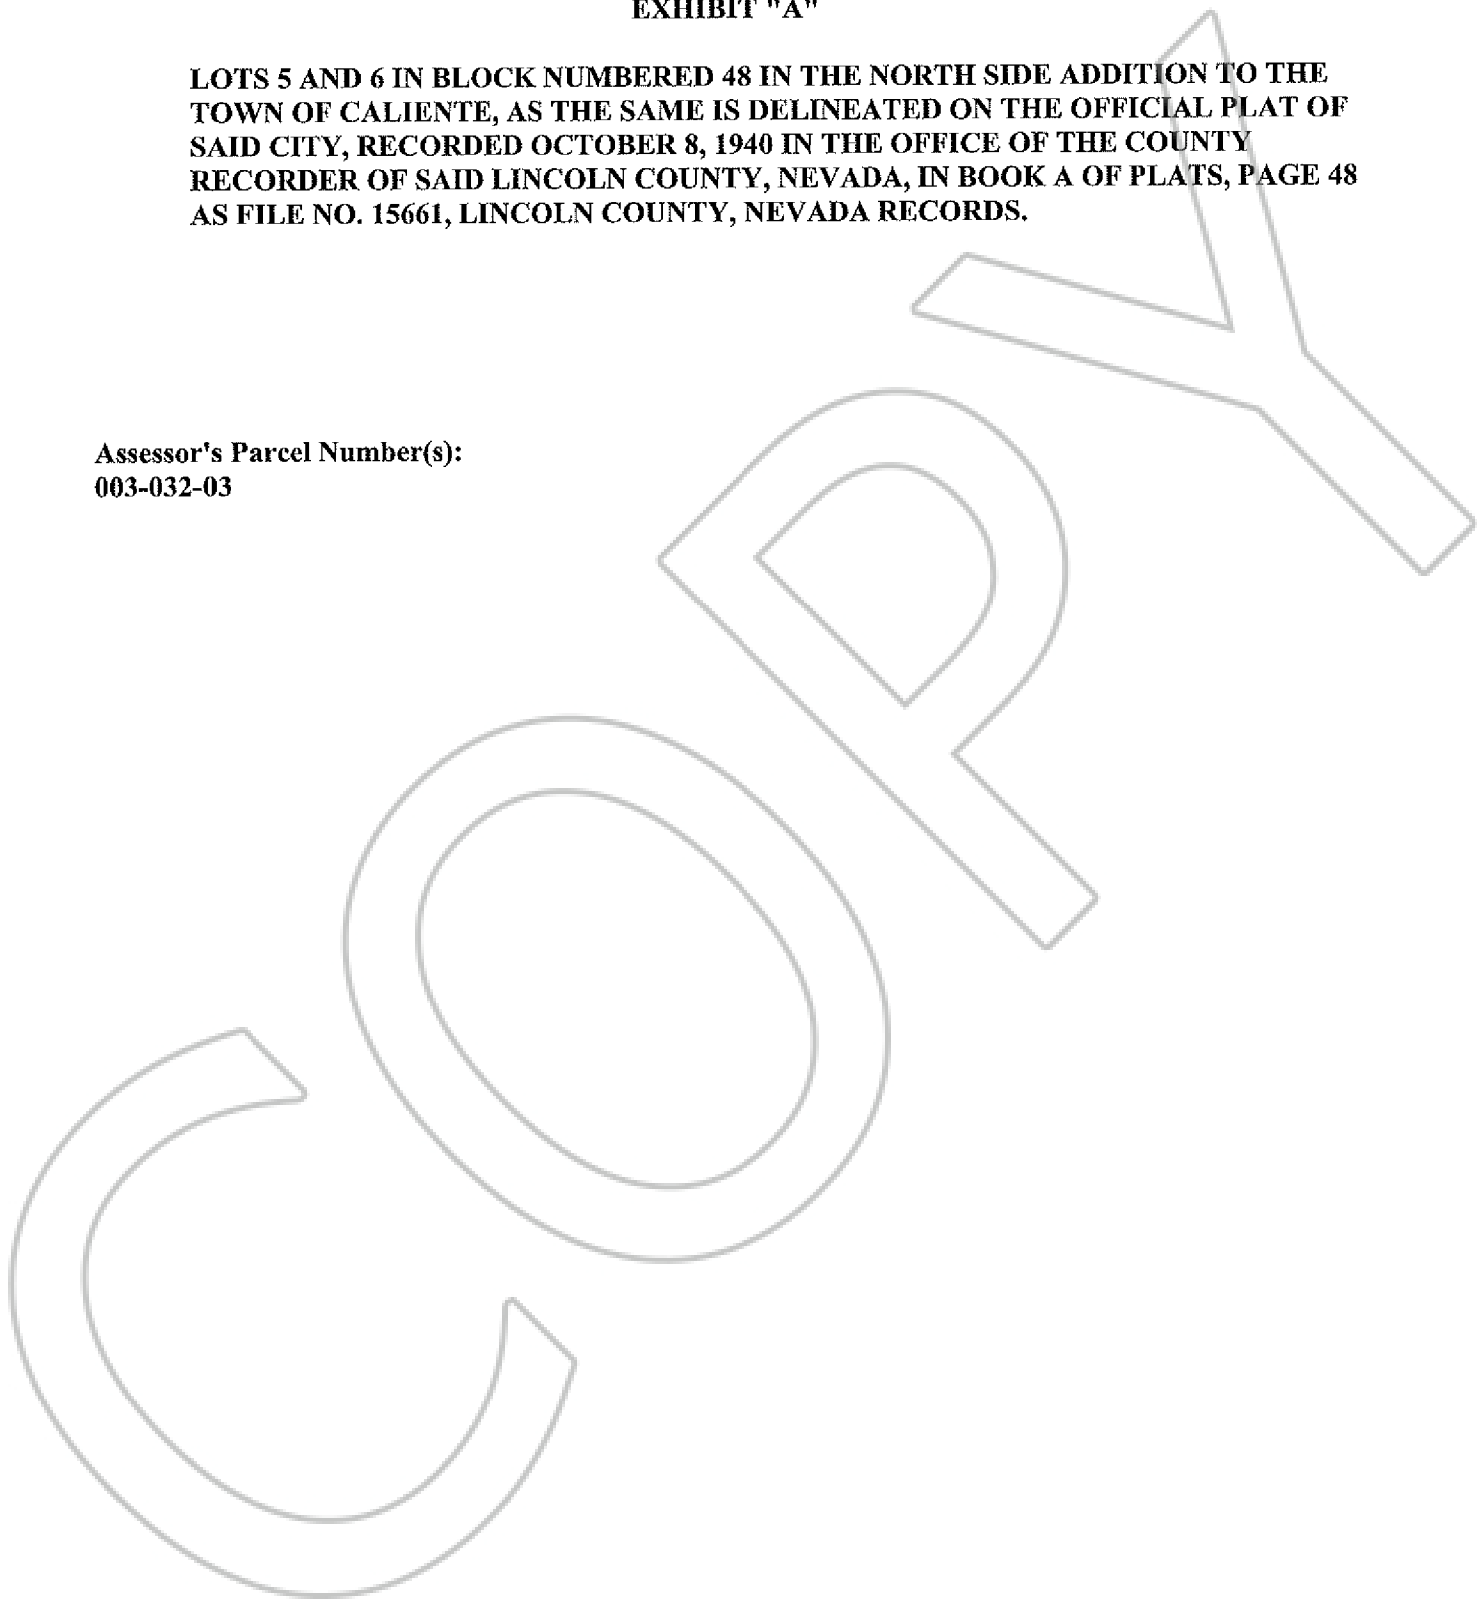 EXHIBIT "A"
LOTS 5 AND 6 IN BLOCK NUMBERED 48 IN THE NORTH SIDE ADDITION TO THE
TOWN OF CALIENTE, AS THE SAME IS DELINEATED ON THE OFFICIAL PLAT OF
SAID CITY, RECORDED OCTOBER 8, 1940 IN THE OFFICE OF THE COUNTY
RECORDER OF SAID LINCOLN COUNTY, NEVADA, IN BOOK A OF PLATS, PAGE 48
AS FILE NO. 15661, LINCOLN COUNTY, NEVADA RECORDS.
Assessor's Parcel Number(s):
003-032-03
COPY